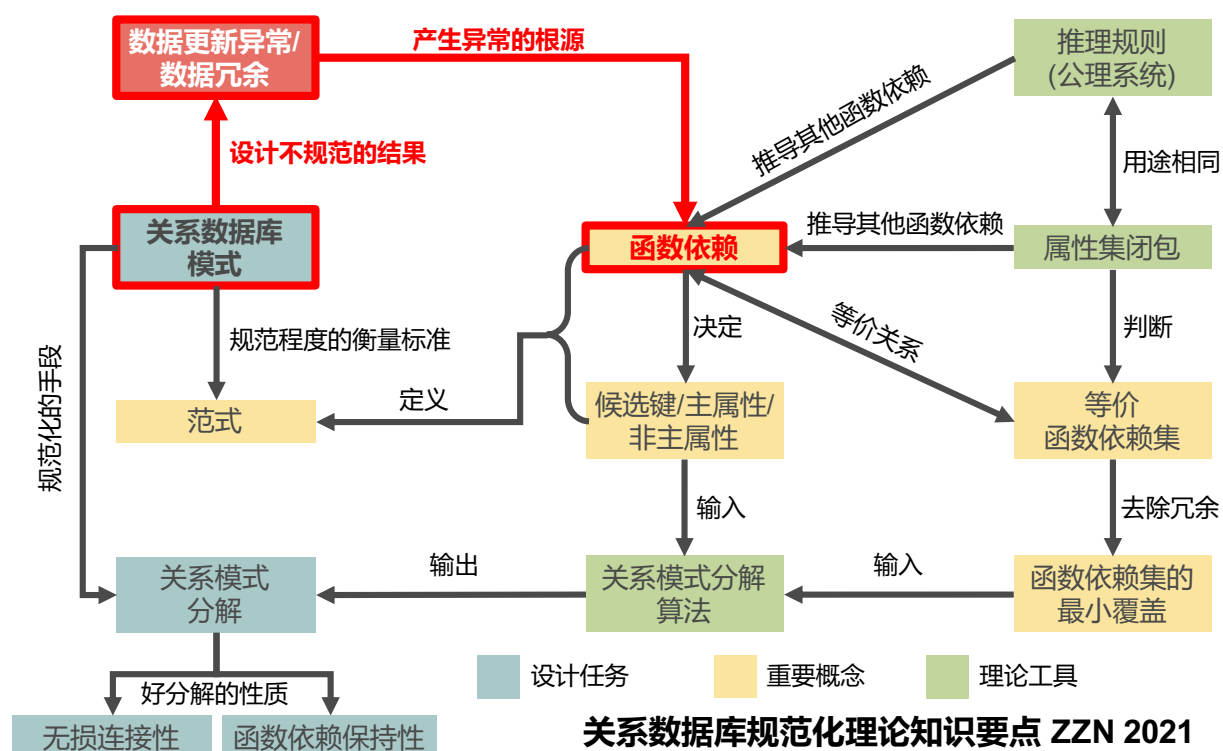 数据更新异常/
数据冗余
产生异常的根源
推理规则
(公理系统)
推导其他函数依赖
设计不规范的结果
用途相同
关系数据库
模式
函数依赖
推导其他函数依赖
属性集闭包
规范程度的衡量标准
决定
等价关系
判断
规范化的手段
范式
定义
候选键/主属性/
非主属性
等价
函数依赖集
输入
去除冗余
关系模式
分解
输出
关系模式分解
算法
输入
函数依赖集的
最小覆盖
好分解的性质
设计任务
重要概念
理论工具
无损连接性
函数依赖保持性
关系数据库规范化理论知识要点 ZZN 2021